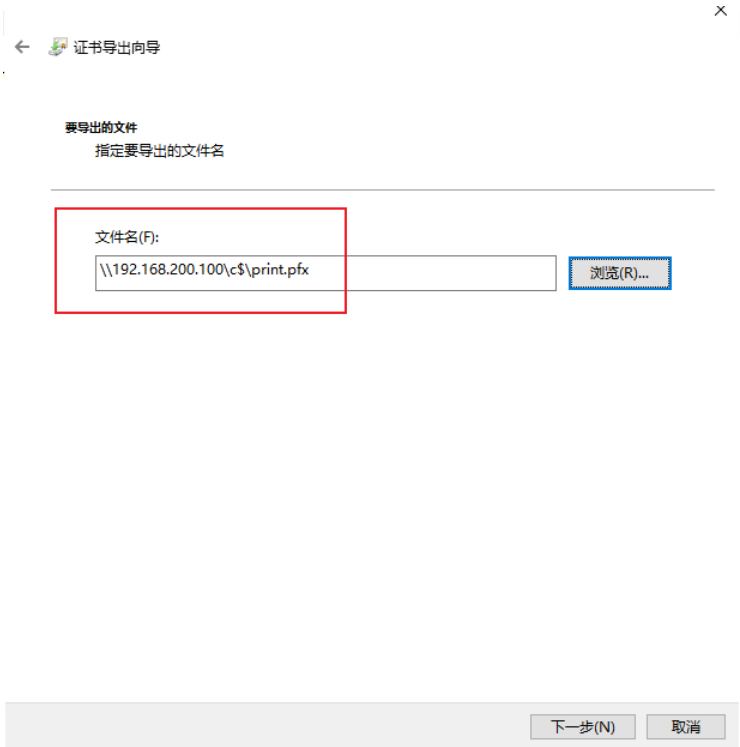 证书导出向导
要导出的文件
指定要导出的文件名
文件名(F):
\\192.168.200.100\c$\print.pfx
浏览(R)...
下一步(N)
取消